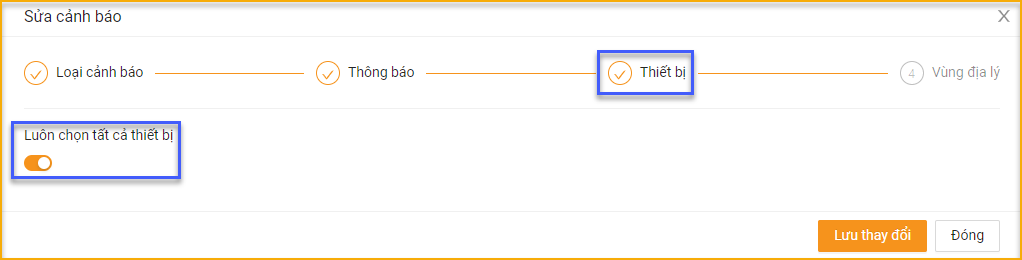 Sửa cảnh báo
X
Loại cảnh báo
Thông báo
Thiết bị
4 Vùng địa lý
Luôn chọn tất cả thiết bị
Lưu thay đổi
Đóng